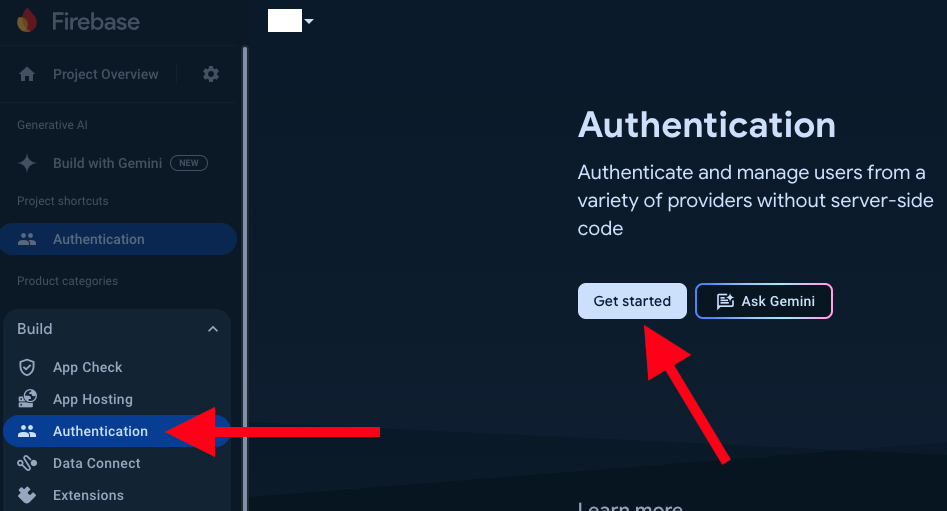 Firebase
Project Overview
Generative AI
Build with Gemini NEW
Project shortcuts
Authentication
Product categories
Build
App Check
App Hosting
Authentication
Data Connect
Extensions
Authentication
Authenticate and manage users from a
variety of providers without server-side
code
Get started
Ask Gemini
Learn more